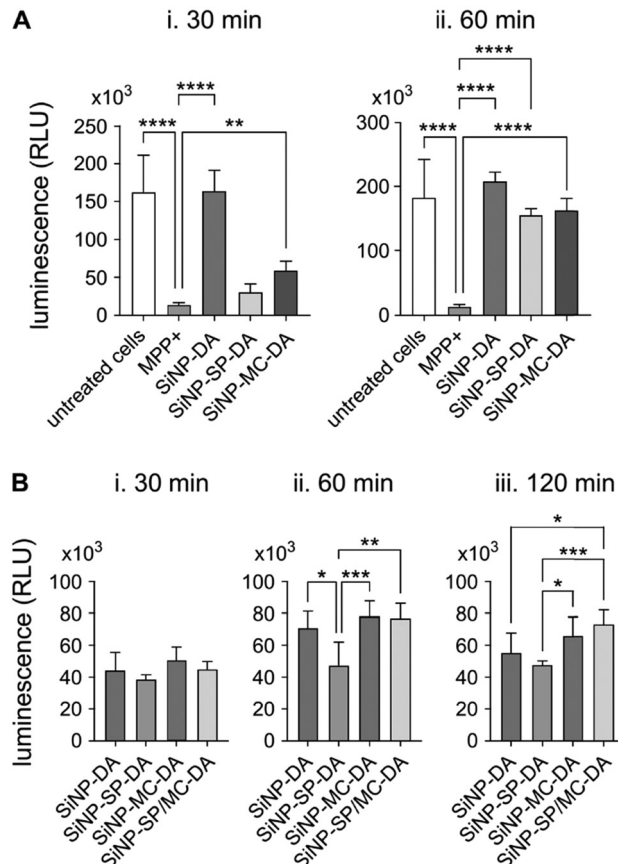 A
i. 30 min
ii. 60 min
luminescence (RLU)
x10³
250
200
150
100
50
0
****
****
**
untreated cells
MPP+
SiNP-DA
SiNP-SP-DA
SiNP-MC-DA
x10³
300
200
100
0
****
****
****
****
untreated cells
MPP+
SiNP-DA
SiNP-SP-DA
SiNP-MC-DA
B
i. 30 min
ii. 60 min
iii. 120 min
luminescence (RLU)
x10³
100
80
60
40
20
0
SiNP-DA
SiNP-SP-DA
SiNP-MC-DA
SiNP-SP/MC-DA
x10³
100
80
60
40
20
0
**
*
***
SiNP-DA
SiNP-SP-DA
SiNP-MC-DA
SiNP-SP/MC-DA
x10³
100
80
60
40
20
0
*
***
*
SiNP-DA
SiNP-SP-DA
SiNP-MC-DA
SiNP-SP/MC-DA